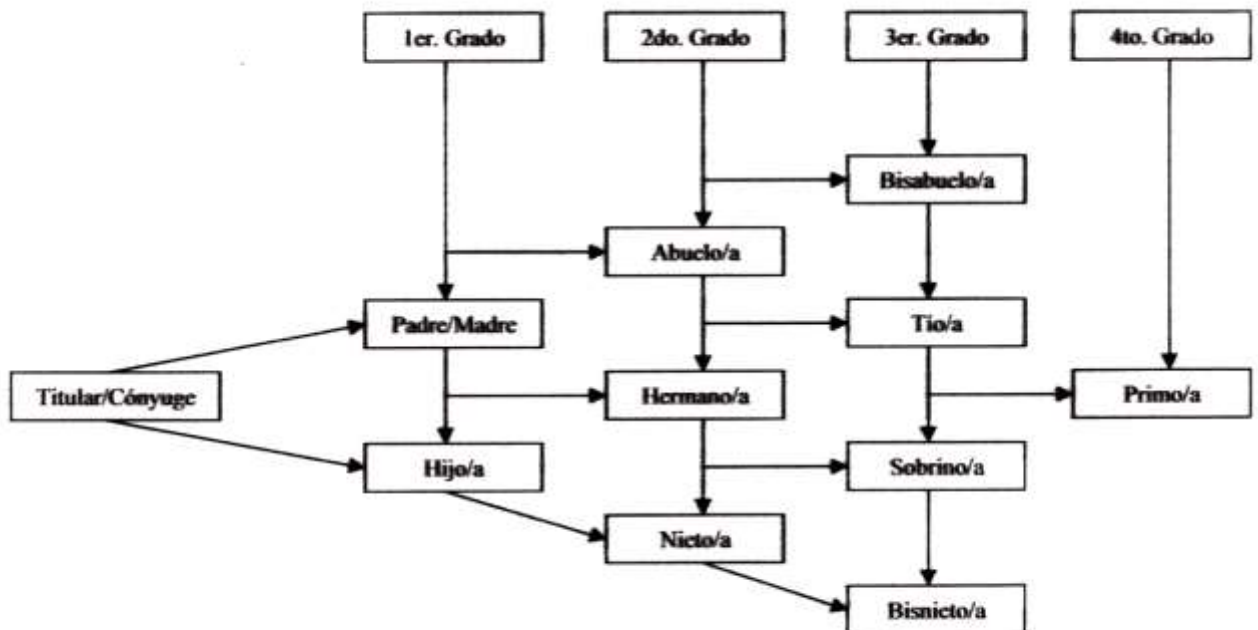 1er. Grado
2do. Grado
3er. Grado
4to. Grado
Bisabuelo/a
Abuelo/a
Padre/Madre
Tío/a
Titular/Cónyuge
Hermano/a
Primo/a
Hijo/a
Sobrino/a
Nieto/a
Bisnieto/a